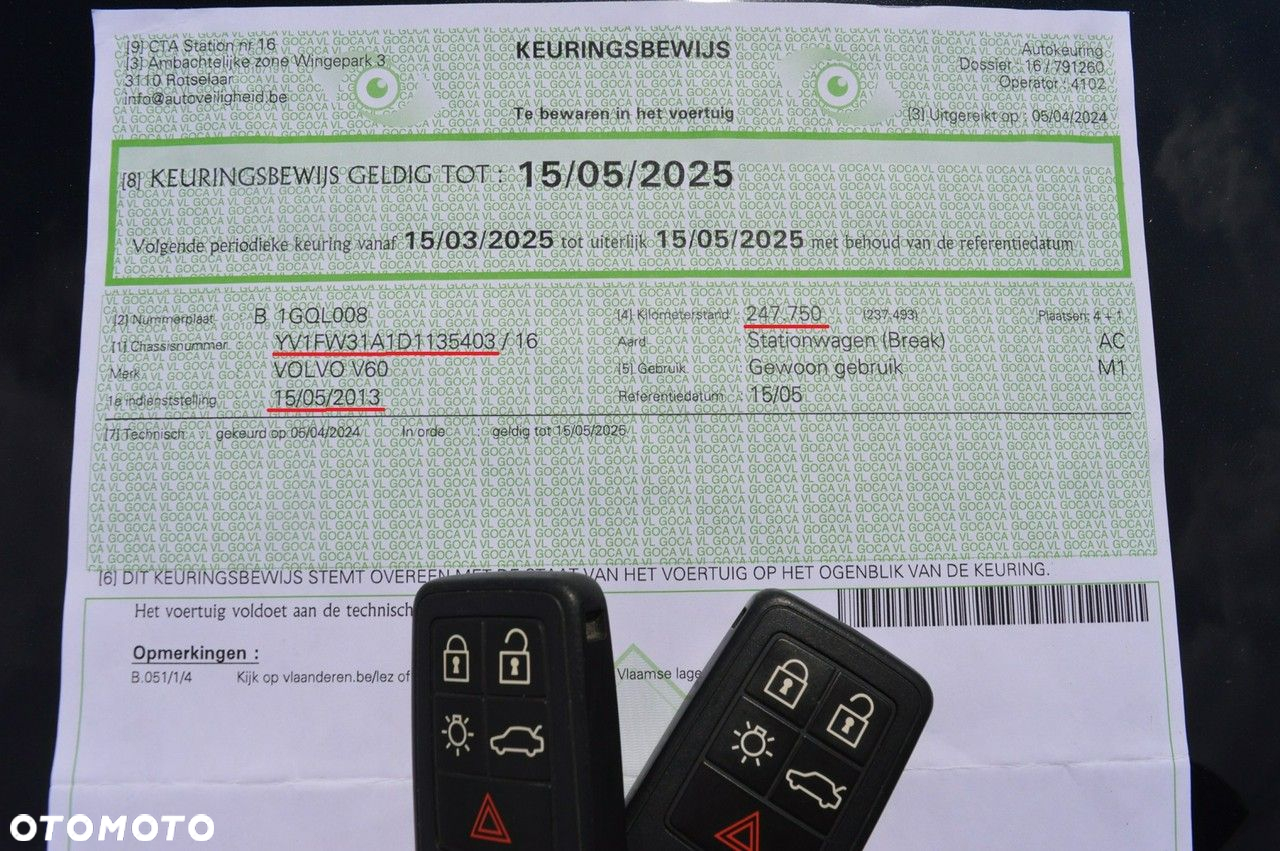 [9] CTA Station nr 16
[3] Ambachtelijke zone Wingepark 3
3110 Rotselaar
info@autoveiligheid.be
KEURINGSBEWIJS
Te bewaren in het voertuig
Autokeuring
Dossier : 16 / 791260
Operator : 4102
[3] Uitgereikt op : 05/04/2024
[8] KEURINGSBEWIJS GELDIG TOT : 15/05/2025
Volgende periodieke keuring vanaf 15/03/2025 tot uiterlijk 15/05/2025 met behoud van de referentiedatum
[2] Nummerplaat : B 1GQL008 [4] Kilometerstand : 247.750 (237.493) Plaatsen: 4 + 1
[1] Chassisnummer YV1FW31A1D1135403 / 16 Aard : Stationwagen (Break) AC
Merk VOLVO V60 [5] Gebruik : Gewoon gebruik M1
1e indienststelling 15/05/2013 Referentiedatum : 15/05
[7] Technisch gekeurd op 05/04/2024 In orde : geldig tot 15/05/2025
[6] DIT KEURINGSBEWIJS STEMT OVEREEN MET DE STAAT VAN HET VOERTUIG OP HET OGENBLIK VAN DE KEURING.
Het voertuig voldoet aan de technisch
Opmerkingen :
B.051/1/4 Kijk op vlaanderen.be/lez of Vlaamse lage
OTOMOTO